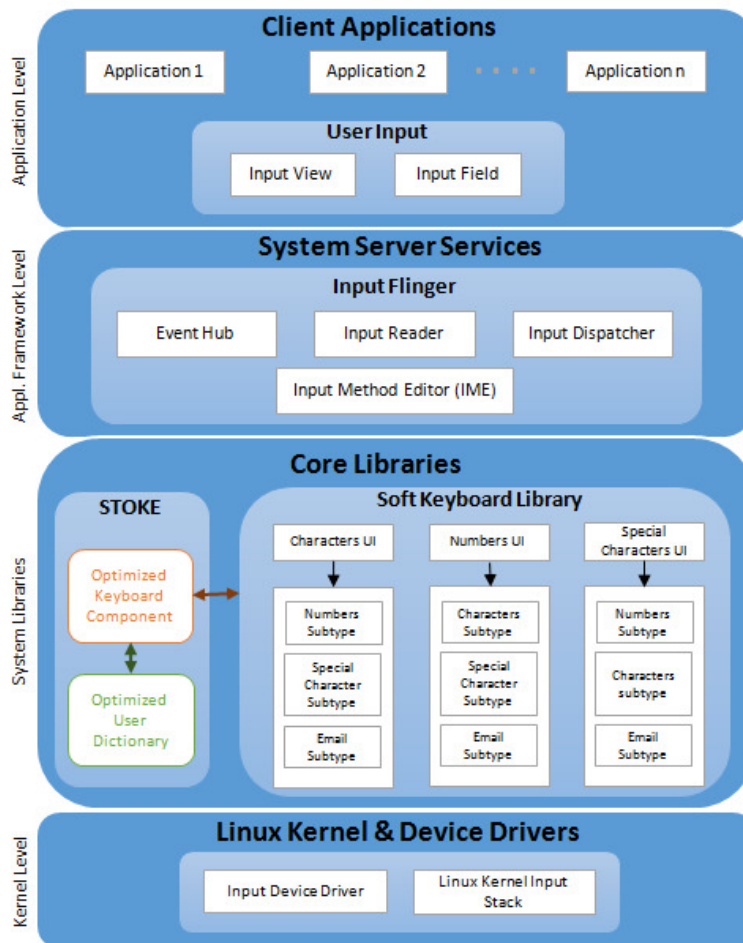 Client Applications
Application 1
Application 2
Application n
User Input
Input View
Input Field
Application Level
System Server Services
Input Flinger
Event Hub
Input Reader
Input Dispatcher
Input Method Editor (IME)
Appl. Framework Level
Core Libraries
STOKE
Optimized
Keyboard
Component
Optimized
User
Dictionary
Soft Keyboard Library
Characters UI
Numbers
Subtype
Special
Character
Subtype
Email
Subtype
Numbers UI
Characters
Subtype
Special
Character
Subtype
Email
Subtype
Special
Characters UI
Numbers
Subtype
Characters
subtype
Email
Subtype
System Libraries
Linux Kernel & Device Drivers
Input Device Driver
Linux Kernel Input
Stack
Kernel Level